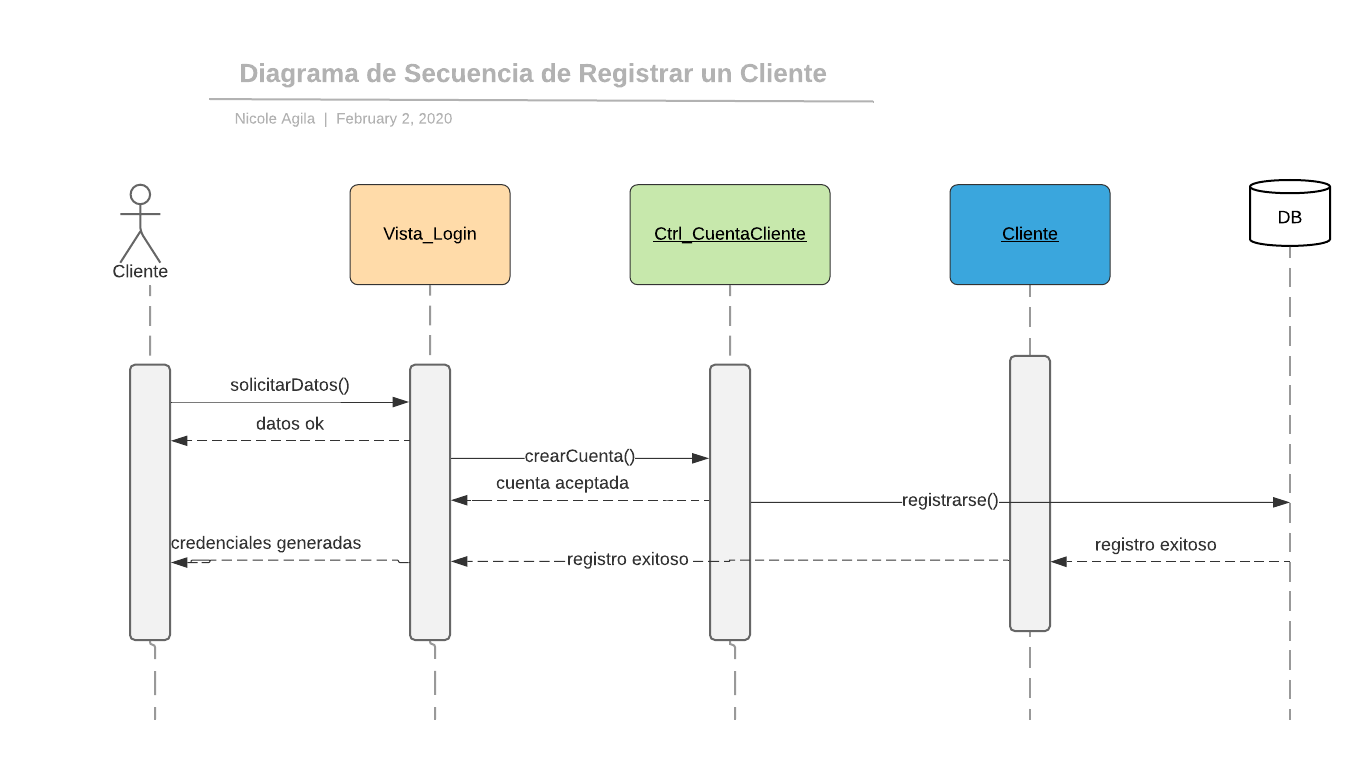 Diagrama de Secuencia de Registrar un Cliente
Nicole Agila | February 2, 2020
Cliente
Vista_Login
Ctrl_CuentaCliente
Cliente
DB
solicitarDatos()
datos ok
crearCuenta()
cuenta aceptada
registrarse()
credenciales generadas
registro exitoso
registro exitoso